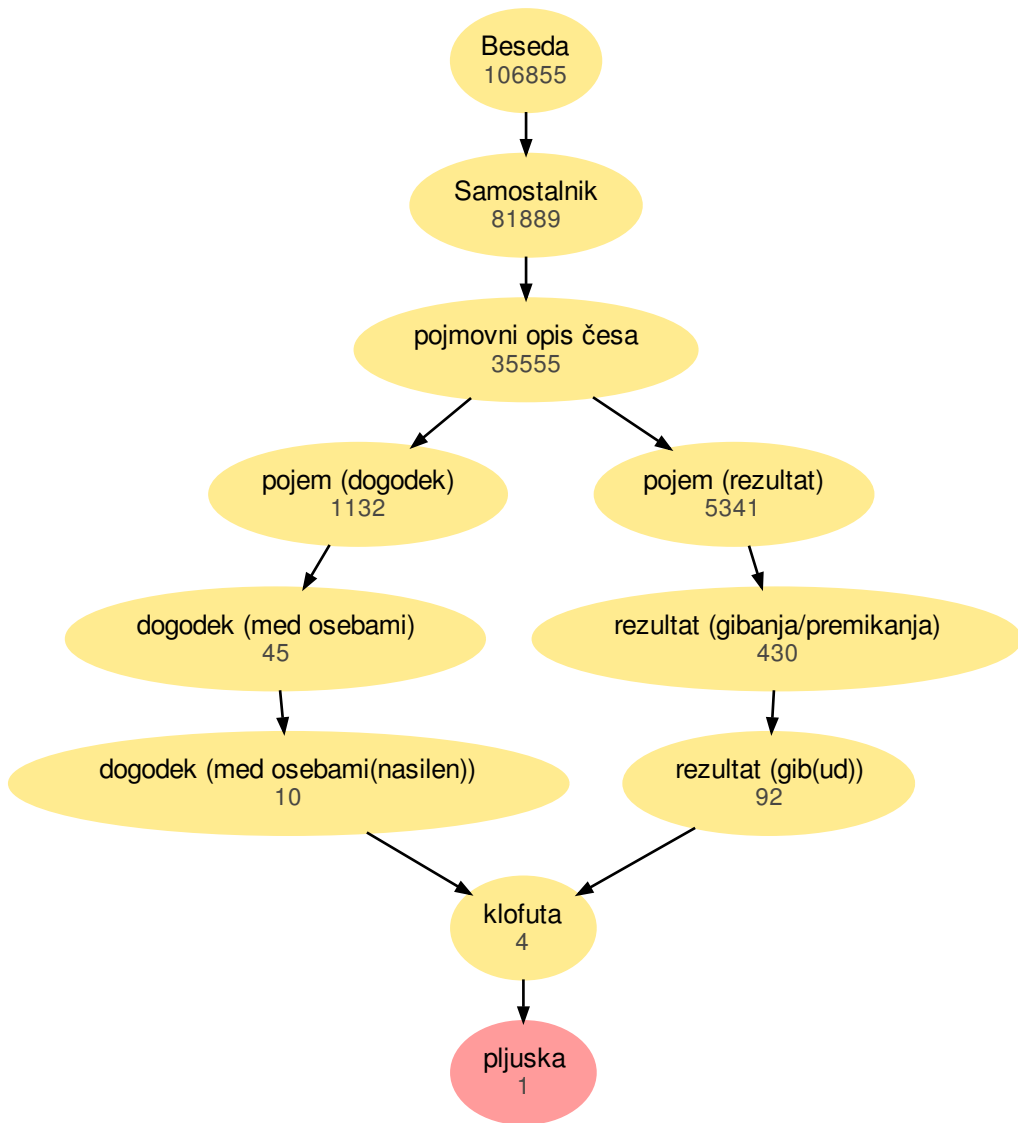 Beseda
106855
Samostalnik
81889
pojmovni opis česa
35555
pojem (dogodek)
1132
pojem (rezultat)
5341
dogodek (med osebami)
45
rezultat (gibanja/premikanja)
430
dogodek (med osebami(nasilen))
10
rezultat (gib(ud))
92
klofuta
4
pljuska
1